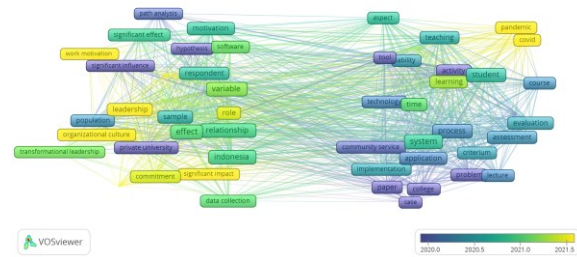 path analysis
aspect
pandemic
significant effect
motivation
covid
teaching
work motivation
hypothesis
software
tool
ability
significant influence
respondent
activity
student
learning
course
variable
technology
time
leadership
role
population
sample
evaluation
organizational culture
effect
relationship
process
assessment
system
private university
community service
transformational leadership
indonesia
application
criterium
implementation
commitment
significant impact
problem
lecture
paper
college
data collection
case
VOSviewer
2020.0 2020.5 2021.0 2021.5